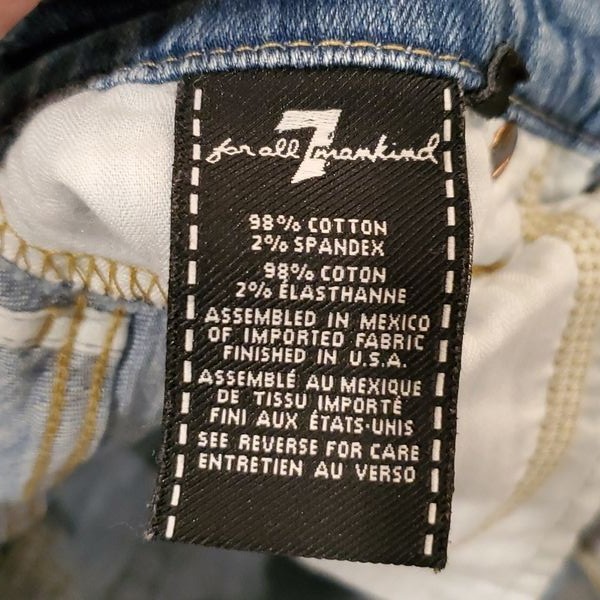 7
for all mankind
98% COTTON
2% SPANDEX
98% COTON
2% ÉLASTHANNE
ASSEMBLED IN MEXICO
OF IMPORTED FABRIC
FINISHED IN U.S.A.
ASSEMBLÉ AU MEXIQUE
DE TISSU IMPORTÉ
FINI AUX ÉTATS-UNIS
SEE REVERSE FOR CARE
ENTRETIEN AU VERSO